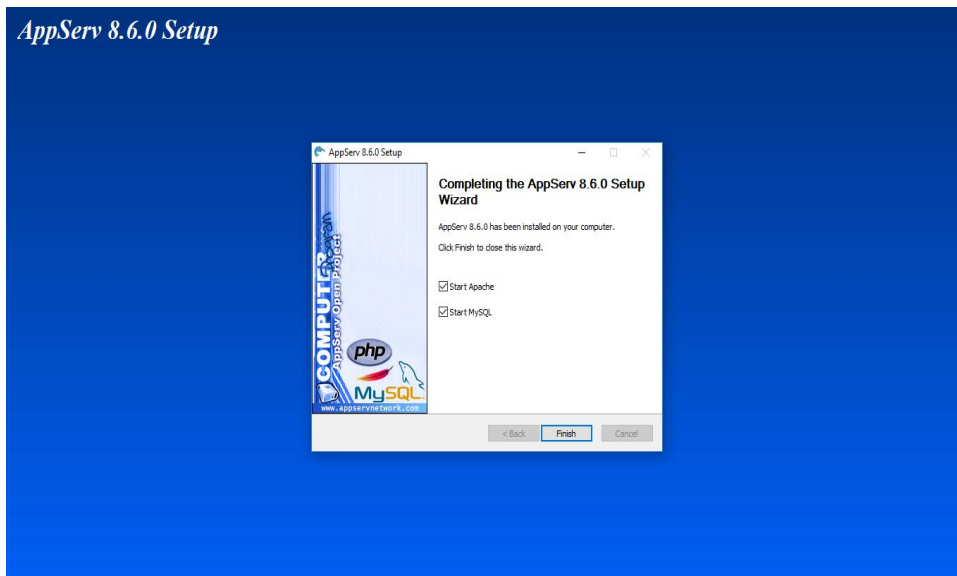 AppServ 8.6.0 Setup
AppServ 8.6.0 Setup
Completing the AppServ 8.6.0 Setup
Wizard
AppServ 8.6.0 has been installed on your computer.
Click Finish to close this wizard.
Start Apache
Start MySQL
COMPUTER
Program
AppServ Open Project
php
MySQL
www.appservnetwork.com
< Back
Finish
Cancel